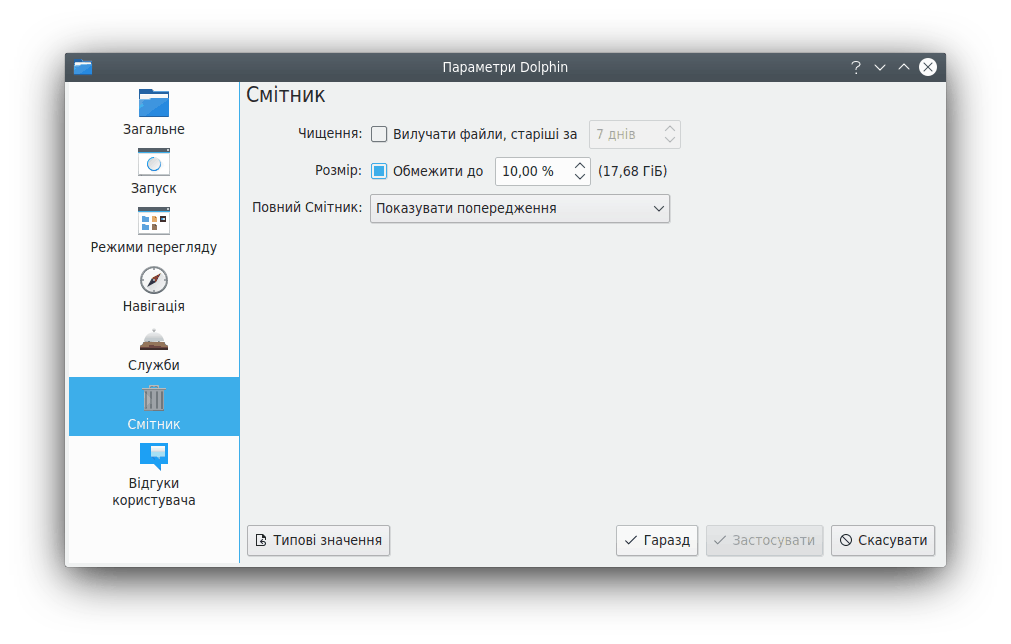 Параметри Dolphin
Загальне
Запуск
Режими перегляду
Навігація
Служби
Смітник
Відгуки
користувача
Смітник
Чищення: Вилучати файли, старіші за 7 днів
Розмір: Обмежити до 10,00 % (17,68 ГіБ)
Повний Смітник: Показувати попередження
Типові значення Гаразд Застосувати Скасувати